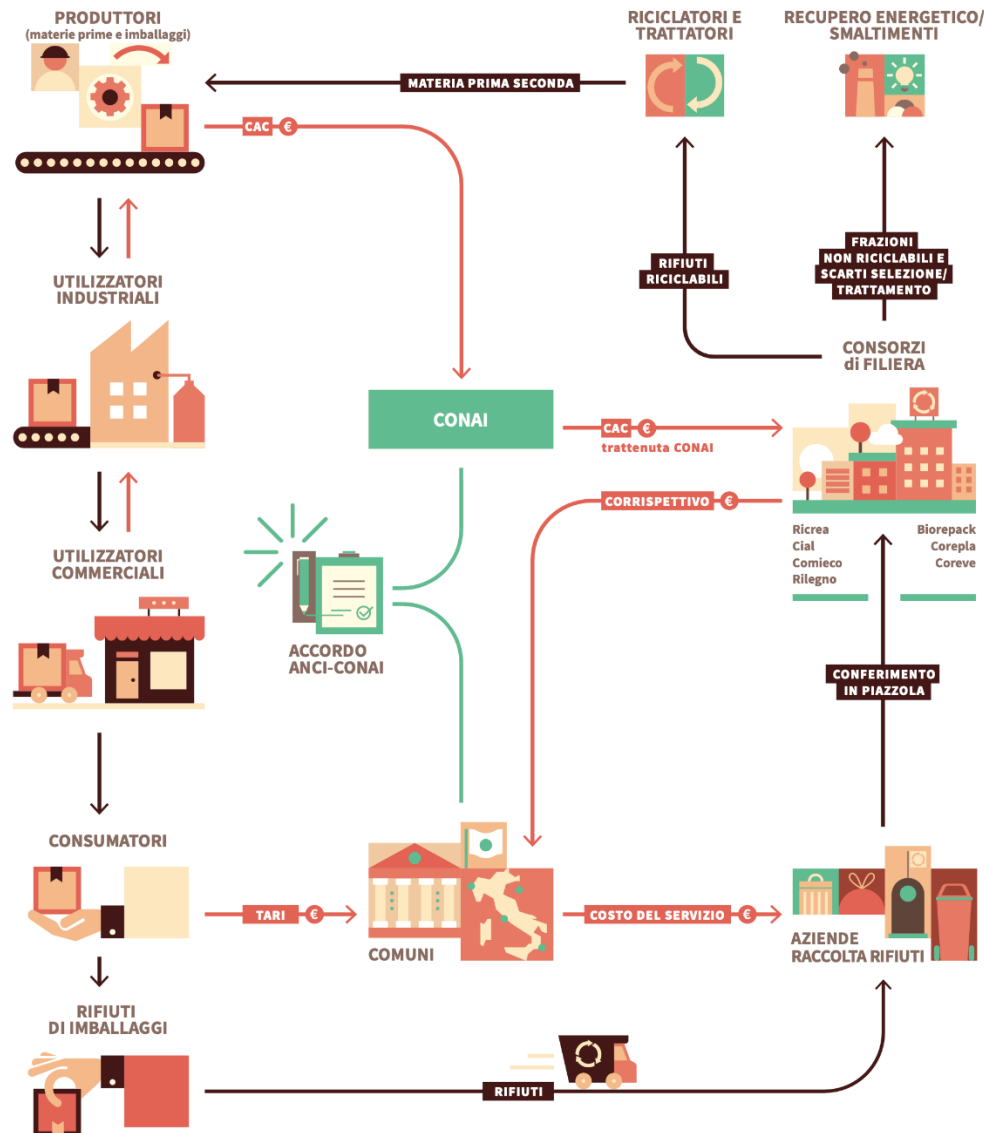 PRODUTTORI
(materie prime e imballaggi)
RICICLATORI E
TRATTATORI
RECUPERO ENERGETICO/
SMALTIMENTI
MATERIA PRIMA SECONDA
CAC €
FRAZIONI
NON RICICLABILI E
SCARTI SELEZIONE/
TRATTAMENTO
RIFIUTI
RICICLABILI
UTILIZZATORI
INDUSTRIALI
CONSORZI
di FILIERA
CONAI
CAC €
trattenuta CONAI
CORRISPETTIVO €
Ricrea
Cial
Comieco
Rilegno
Biorepack
Corepla
Coreve
UTILIZZATORI
COMMERCIALI
ACCORDO
ANCI-CONAI
CONFERIMENTO
IN PIAZZOLA
CONSUMATORI
TARI €
COMUNI
COSTO DEL SERVIZIO €
AZIENDE
RACCOLTA RIFIUTI
RIFIUTI
DI IMBALLAGGI
RIFIUTI